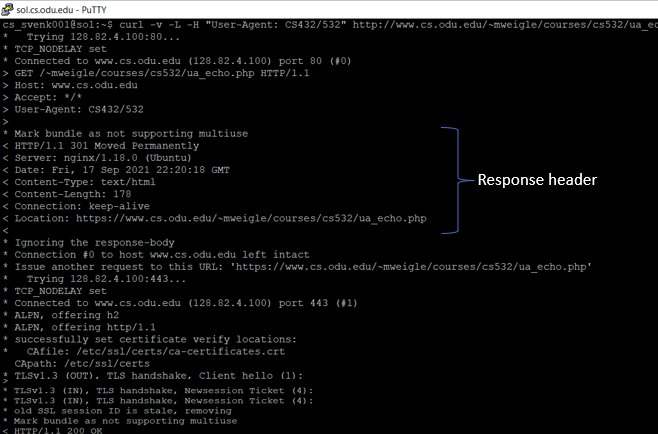 sol.cs.odu.edu - PuTTY
cs_svenk001@sol:~$ curl -v -L -H "User-Agent: CS432/532" http://www.cs.odu.edu/~mweigle/courses/cs532/ua_ec
*   Trying 128.82.4.100:80...
* TCP_NODELAY set
* Connected to www.cs.odu.edu (128.82.4.100) port 80 (#0)
> GET /~mweigle/courses/cs532/ua_echo.php HTTP/1.1
> Host: www.cs.odu.edu
> Accept: */*
> User-Agent: CS432/532
>
* Mark bundle as not supporting multiuse
< HTTP/1.1 301 Moved Permanently
< Server: nginx/1.18.0 (Ubuntu)
< Date: Fri, 17 Sep 2021 22:20:18 GMT
< Content-Type: text/html
< Content-Length: 178
Response header
< Connection: keep-alive
< Location: https://www.cs.odu.edu/~mweigle/courses/cs532/ua_echo.php
<
* Ignoring the response-body
* Connection #0 to host www.cs.odu.edu left intact
* Issue another request to this URL: 'https://www.cs.odu.edu/~mweigle/courses/cs532/ua_echo.php'
*   Trying 128.82.4.100:443...
* TCP_NODELAY set
* Connected to www.cs.odu.edu (128.82.4.100) port 443 (#1)
* ALPN, offering h2
* ALPN, offering http/1.1
* successfully set certificate verify locations:
*   CAfile: /etc/ssl/certs/ca-certificates.crt
  CApath: /etc/ssl/certs
* TLSv1.3 (OUT), TLS handshake, Client hello (1):
>
* TLSv1.3 (IN), TLS handshake, Newsession Ticket (4):
* TLSv1.3 (IN), TLS handshake, Newsession Ticket (4):
* old SSL session ID is stale, removing
* Mark bundle as not supporting multiuse
< HTTP/1.1 200 OK